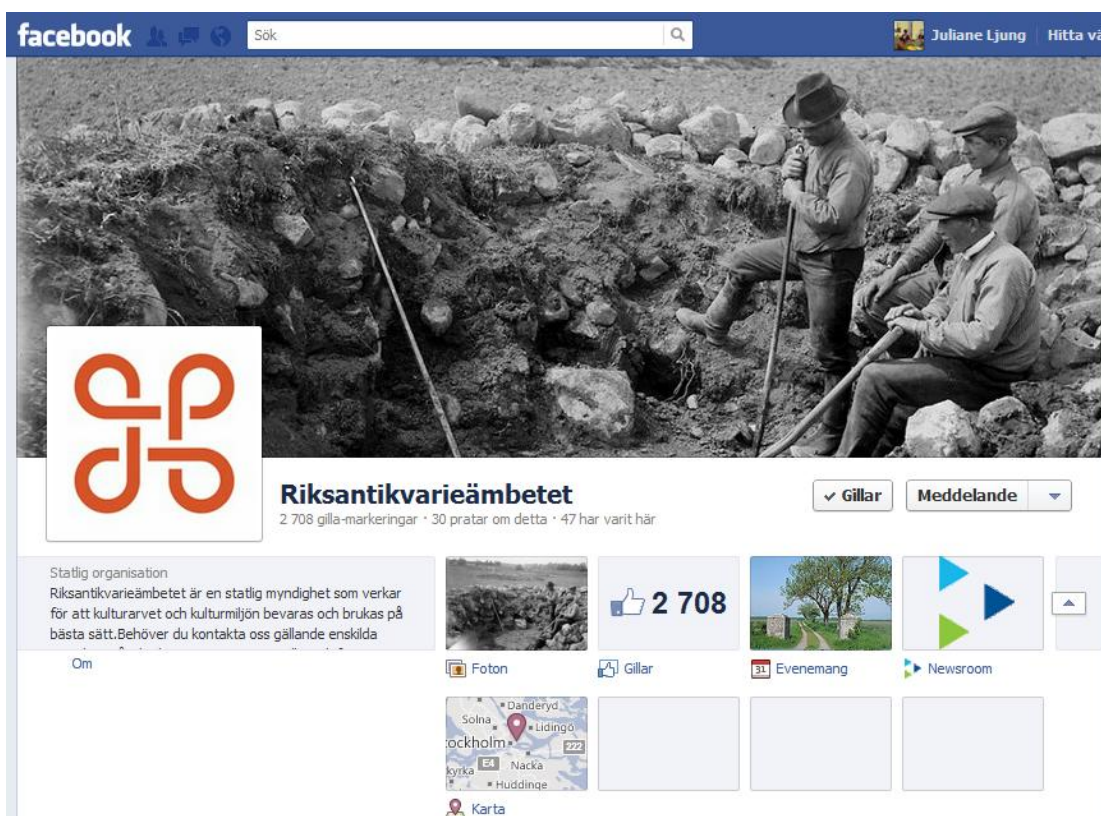 facebook
Sök
Juliane Ljung
Hitta vä
Riksantikvarieämbetet
2 708 gilla-markeringar · 30 pratar om detta · 47 har varit här
Gillar
Meddelande
Statlig organisation
Riksantikvarieämbetet är en statlig myndighet som verkar
för att kulturarvet och kulturmiljön bevaras och brukas på
bästa sätt.Behöver du kontakta oss gällande enskilda
Om
2 708
31
Foton
Gillar
Evenemang
Newsroom
Danderyd
Solna
Lidingö
ockholm
222
E4
Nacka
kyrka
Huddinge
Karta